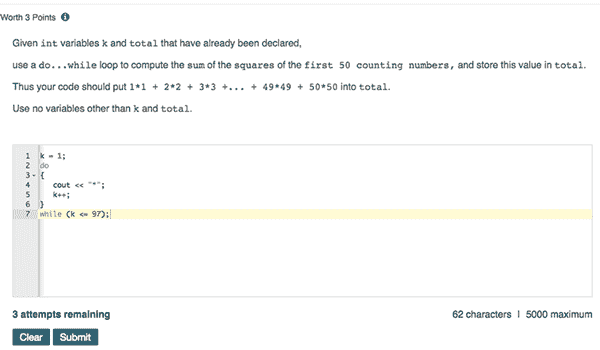 Worth 3 Points
Given int variables k and total that have already been declared,
use a do...while loop to compute the sum of the squares of the first 50 counting numbers, and store this value in total.
Thus your code should put 1*1 + 2*2 + 3*3 +... + 49*49 + 50*50 into total.
Use no variables other than k and total.
1 k = 1;
2 do
3 {
4 cout << "*";
5 k++;
6 }
7 while (k <= 97);
3 attempts remaining
62 characters | 5000 maximum
Clear Submit